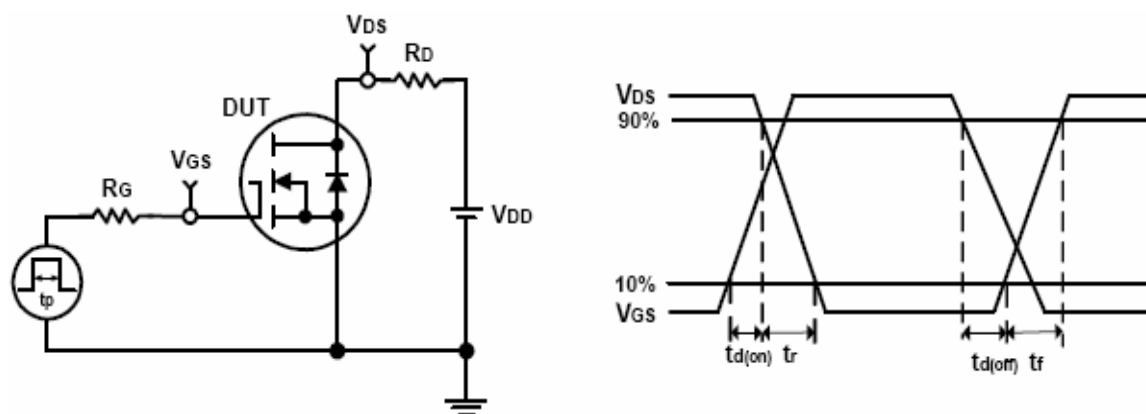 VDS
RD
DUT
VGS
RG
VDD
tp
VDS
90%
10%
VGS
td(on) tr
td(off) tf